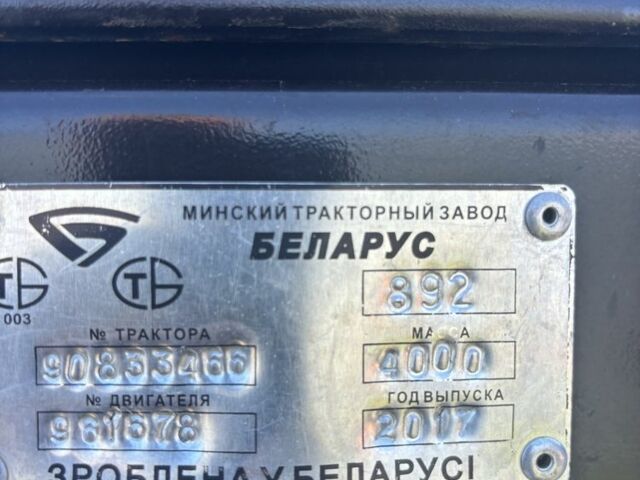 МИНСКИЙ ТРАКТОРНЫЙ ЗАВОД
БЕЛАРУС
892
003
№ ТРАКТОРА
МАССА
90833466
4000
№ ДВИГАТЕЛЯ
ГОД ВЫПУСКА
961578
2017
ЗРОБЛЕНА У БЕЛАРУСІ